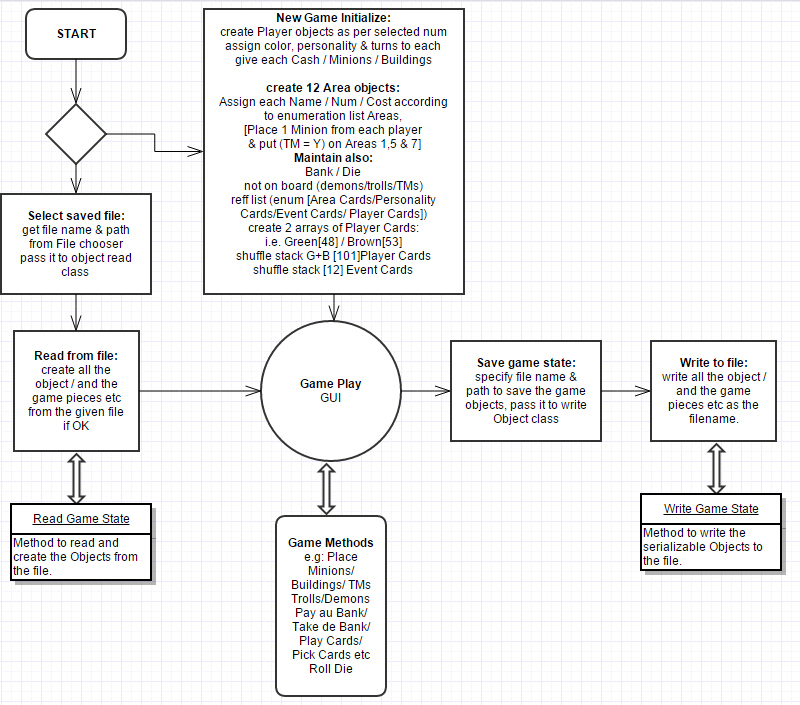 START
New Game Initialize:
create Player objects as per selected num
assign color, personality & turns to each
give each Cash / Minions / Buildings
create 12 Area objects:
Assign each Name / Num / Cost according
to enumeration list Areas,
[Place 1 Minion from each player
& put (TM = Y) on Areas 1,5 & 7]
Maintain also:
Bank / Die
not on board (demons/trolls/TMs)
reff list (enum [Area Cards/Personality
Cards/Event Cards/ Player Cards])
create 2 arrays of Player Cards:
i.e. Green[48] / Brown[53]
shuffle stack G+B [101]Player Cards
shuffle stack [12] Event Cards
Select saved file:
get file name & path
from File chooser
pass it to object read
class
Read from file:
create all the
object / and the
game pieces etc
from the given file
if OK
Game Play
GUI
Save game state:
specify file name &
path to save the game
objects, pass it to write
Object class
Write to file:
write all the object /
and the game
pieces etc as the
filename.
Read Game State
Method to read and
create the Objects from
the file.
Game Methods
e.g: Place
Minions/
Buildings/ TMs
Trolls/Demons
Pay au Bank/
Take de Bank/
Play Cards/
Pick Cards etc
Roll Die
Write Game State
Method to write the
serializable Objects to
the file.